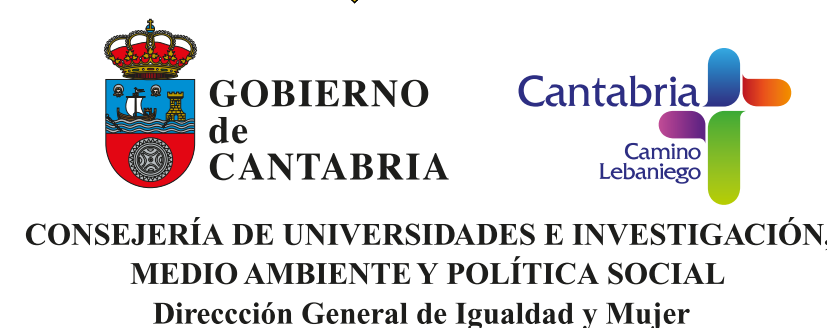 GOBIERNO
de
CANTABRIA
Cantabria
Camino
Lebaniego
CONSEJERÍA DE UNIVERSIDADES E INVESTIGACIÓN,
MEDIO AMBIENTE Y POLÍTICA SOCIAL
Direccción General de Igualdad y Mujer